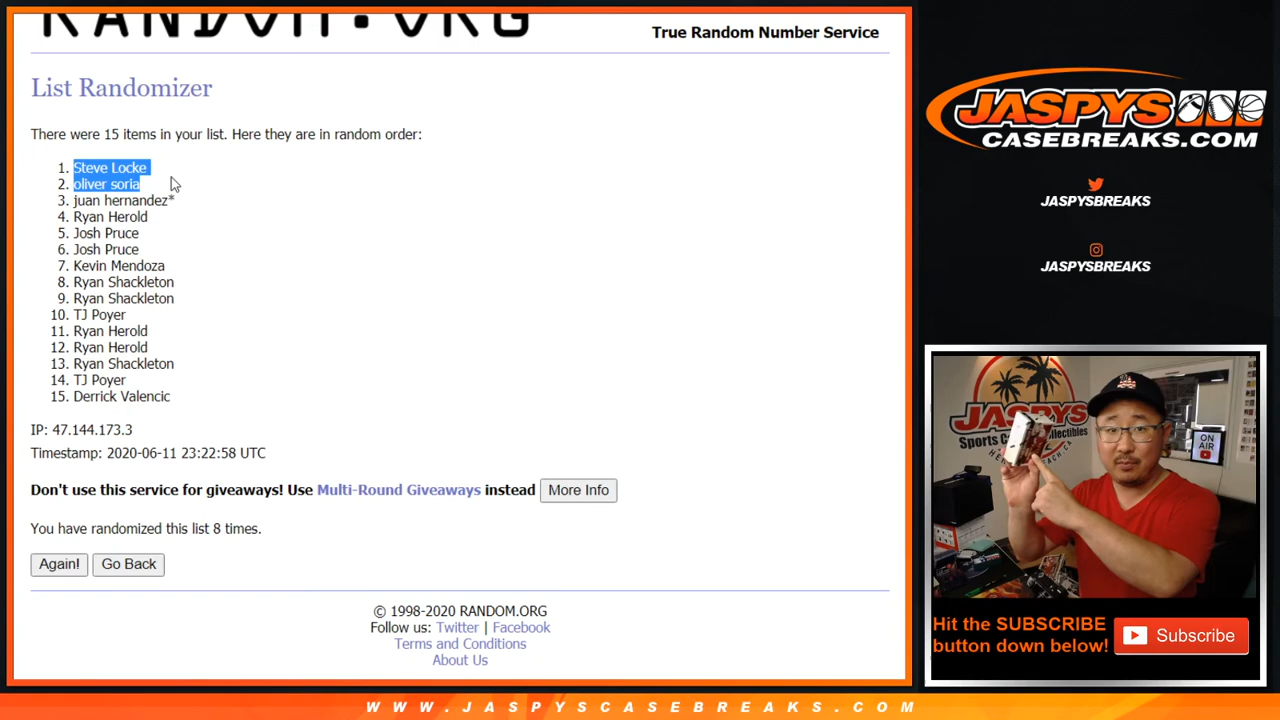 RANDOM.ORG
True Random Number Service
List Randomizer
There were 15 items in your list. Here they are in random order:
1. Steve Locke
2. oliver soria
3. juan hernandez*
4. Ryan Herold
5. Josh Pruce
6. Josh Pruce
7. Kevin Mendoza
8. Ryan Shackleton
9. Ryan Shackleton
10. TJ Poyer
11. Ryan Herold
12. Ryan Herold
13. Ryan Shackleton
14. TJ Poyer
15. Derrick Valencic
IP: 47.144.173.3
Timestamp: 2020-06-11 23:22:58 UTC
Don't use this service for giveaways! Use Multi-Round Giveaways instead More Info
You have randomized this list 8 times.
Again! Go Back
© 1998-2020 RANDOM.ORG
Follow us: Twitter | Facebook
Terms and Conditions
About Us
JASPYS
CASEBREAKS.COM
JASPYSBREAKS
JASPYSBREAKS
JASPYS
ON
AIR
Hit the SUBSCRIBE
button down below!
Subscribe
WWW.JASPYSCASEBREAKS.COM